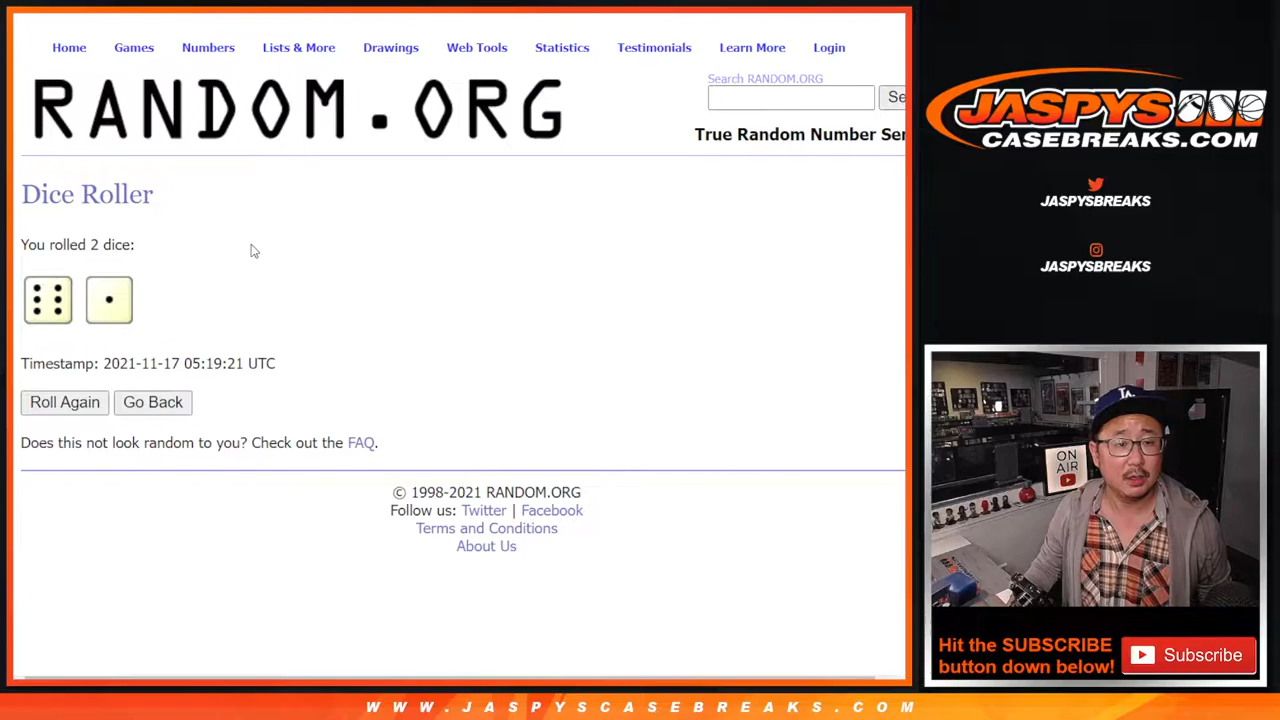 Home Games Numbers Lists & More Drawings Web Tools Statistics Testimonials Learn More Login
RANDOM.ORG
Search RANDOM.ORG
Se
True Random Number Ser
Dice Roller
You rolled 2 dice:
Timestamp: 2021-11-17 05:19:21 UTC
Roll Again Go Back
Does this not look random to you? Check out the FAQ.
© 1998-2021 RANDOM.ORG
Follow us: Twitter | Facebook
Terms and Conditions
About Us
JASPYS
CASEBREAKS.COM
JASPYSBREAKS
JASPYSBREAKS
LA
ON
AIR
Hit the SUBSCRIBE
button down below!
Subscribe
WWW.JASPYSCASEBREAKS.COM